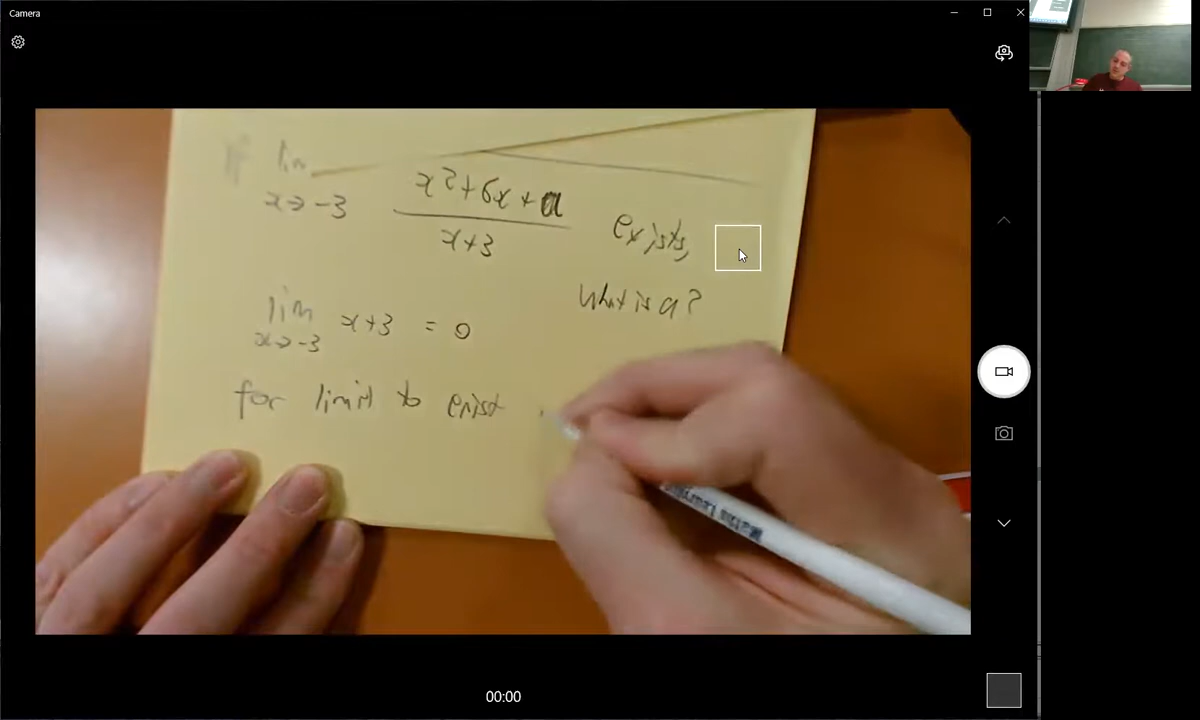 Camera
If lim
x→-3 x²+6x+a exists,
x+3
what is a?
lim x+3 = 0
x→-3
for limit to exist
00:00